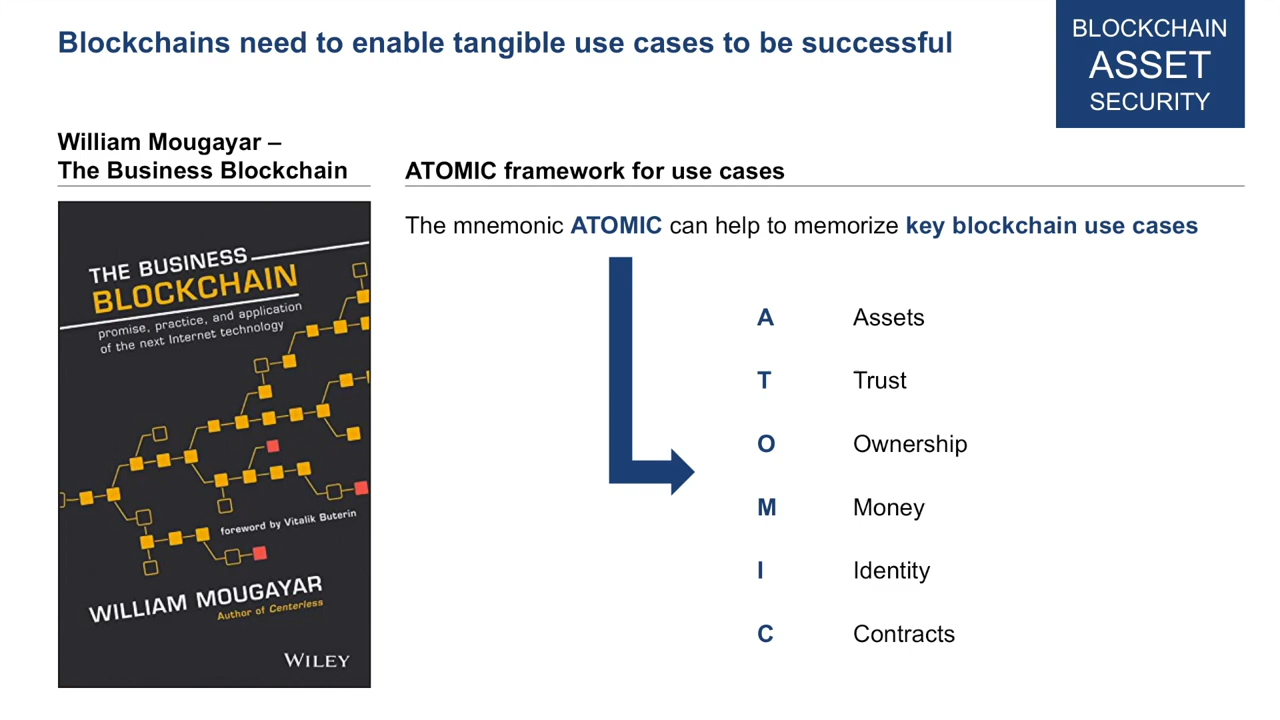 Blockchains need to enable tangible use cases to be successful
BLOCKCHAIN
ASSET
SECURITY
William Mougayar –
The Business Blockchain
THE BUSINESS
BLOCKCHAIN
promise, practice, and application
of the next Internet technology
foreword by Vitalik Buterin
WILLIAM MOUGAYAR
Author of Centerless
WILEY
ATOMIC framework for use cases
The mnemonic ATOMIC can help to memorize key blockchain use cases
A Assets
T Trust
O Ownership
M Money
I Identity
C Contracts